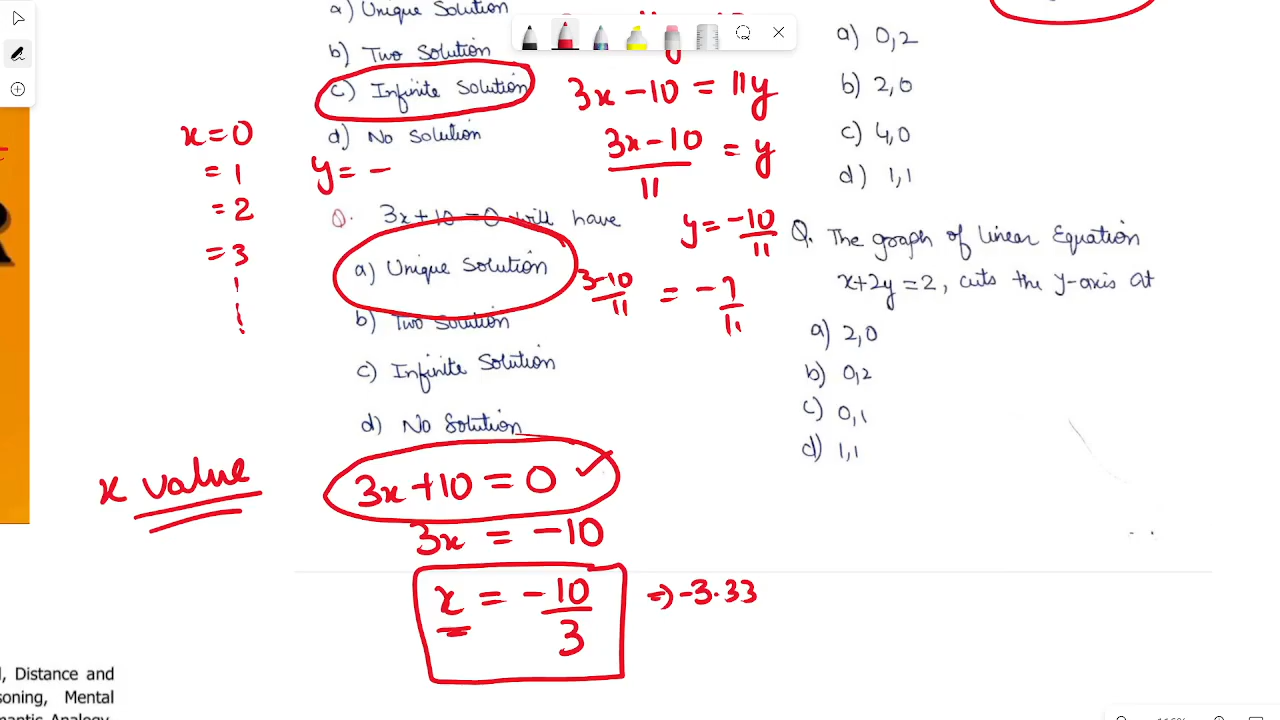 a) Unique Solution
b) Two Solution
c) Infinite Solution
d) No Solution
3x - 10 = 11y
3x - 10 / 11 = y
x = 0
= 1
= 2
= 3
y = -
Q. 3x + 10 = 0 will have
a) Unique Solution
b) Two Solution
c) Infinite Solution
d) No Solution
y = -10/11
3-10/11 = -7/11
x value
3x + 10 = 0 ✓
3x = -10
x = -10/3 => -3.33
a) 0,2
b) 2,0
c) 4,0
d) 1,1
Q. The graph of linear Equation
x+2y = 2, cuts the y-axis at
a) 2,0
b) 0,2
c) 0,1
d) 1,1
, Distance and
soning, Mental